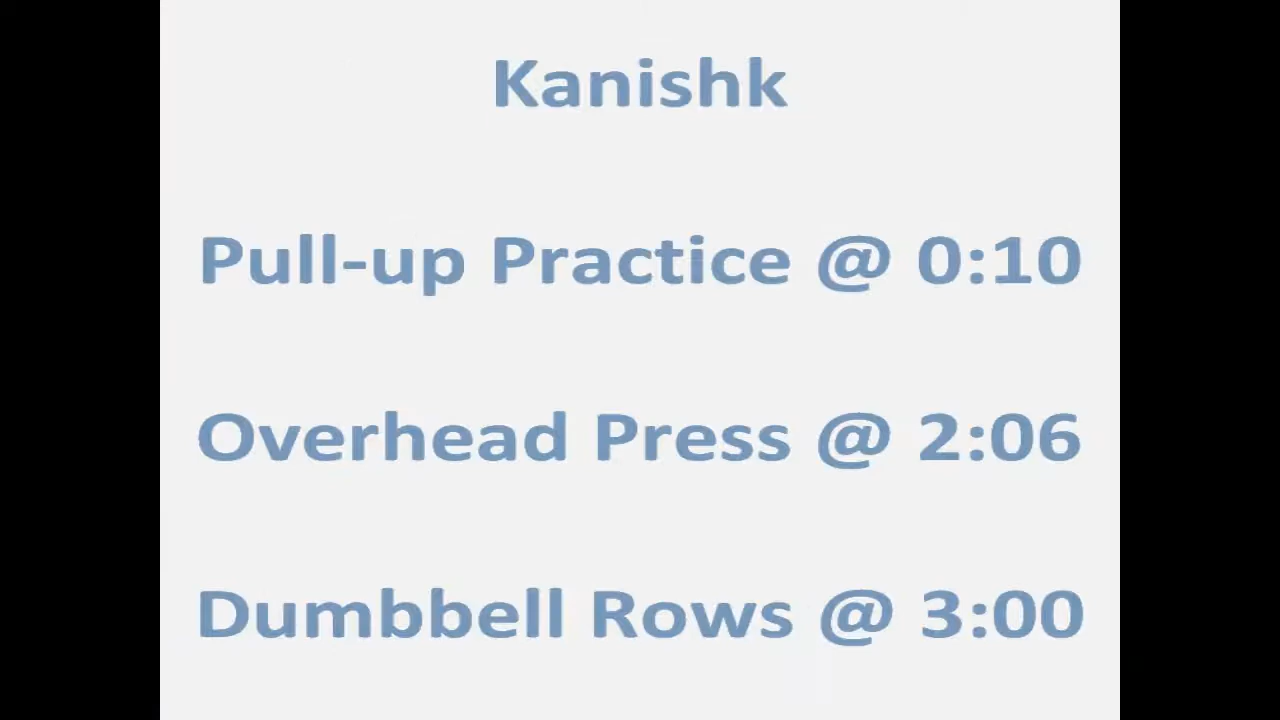 Kanishk
Pull-up Practice @ 0:10
Overhead Press @ 2:06
Dumbbell Rows @ 3:00